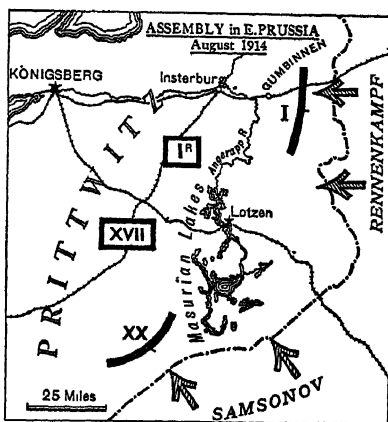 ASSEMBLY in E. PRUSSIA
August 1914
KÖNIGSBERG
Insterburg
GUMBINNEN
I
RENNENKAMPF
PRITTWITZ
I R
Angerapp R.
XVII
Lotzen
Masurian Lakes
XX
25 Miles
SAMSONOV